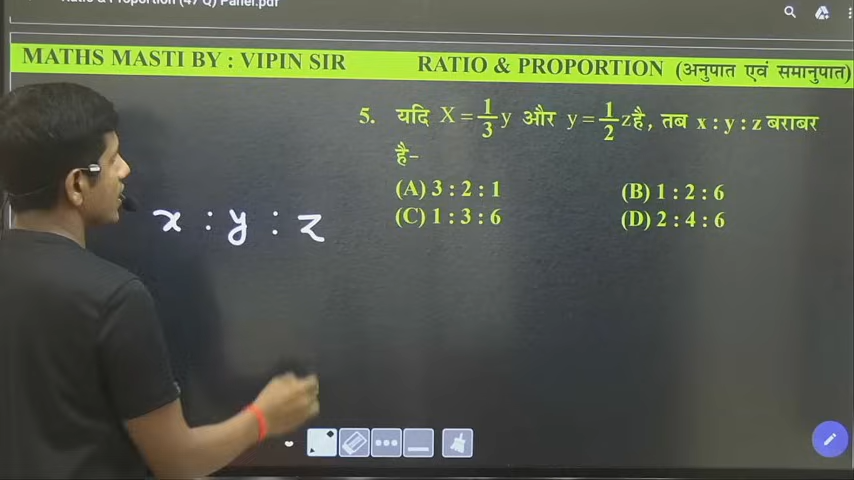 MATHS MASTI BY : VIPIN SIR RATIO & PROPORTION (अनुपात एवं समानुपात)
5. यदि X = 1/3 y और y = 1/2 z है, तब x : y : z बराबर
है-
(A) 3 : 2 : 1 (B) 1 : 2 : 6
(C) 1 : 3 : 6 (D) 2 : 4 : 6
x : y : z